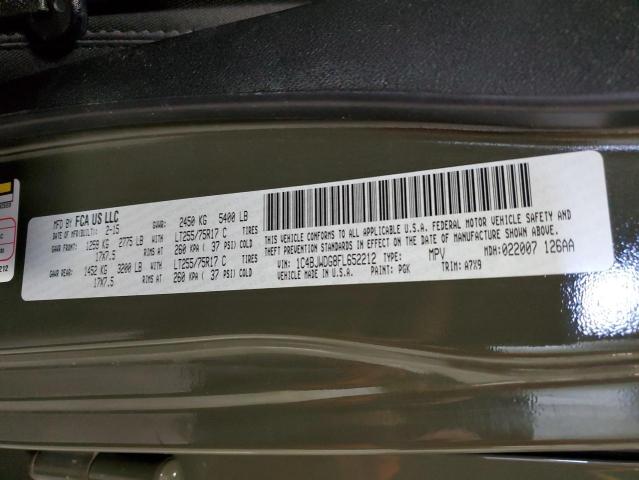 MFD BY FCA US LLC
DATE OF MFR(BUILT): 2-15 GVWR: 2450 KG 5400 LB
GAWR FRONT: 1259 KG 2775 LB WITH LT255/75R17 C TIRES
17X7.5 RIMS AT 260 KPA ( 37 PSI) COLD
GAWR REAR: 1452 KG 3200 LB WITH LT255/75R17 C TIRES
17X7.5 RIMS AT 260 KPA ( 37 PSI) COLD
THIS VEHICLE CONFORMS TO ALL APPLICABLE U.S.A. FEDERAL MOTOR VEHICLE SAFETY AND
THEFT PREVENTION STANDARDS IN EFFECT ON THE DATE OF MANUFACTURE SHOWN ABOVE.
VIN: 1C4BJWDG8FL652212 TYPE: MPV MDH:022007 126AA
PAINT: PGK TRIM: A7X9
212